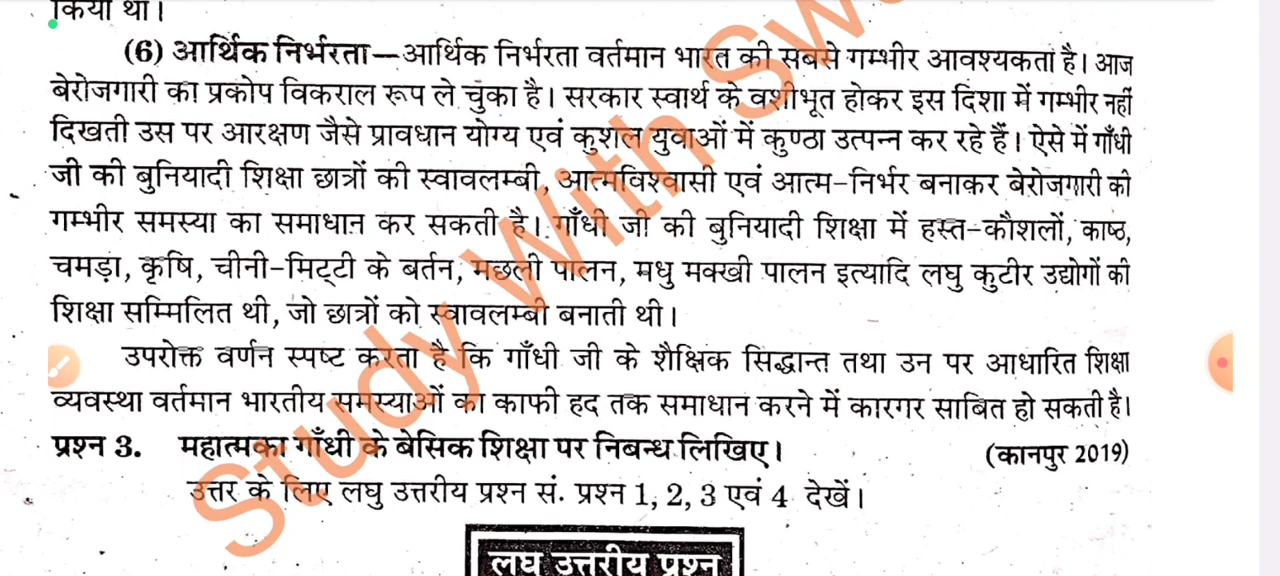 किया था।
(6) आर्थिक निर्भरता—आर्थिक निर्भरता वर्तमान भारत की सबसे गम्भीर आवश्यकता है। आज
बेरोजगारी का प्रकोप विकराल रूप ले चुका है। सरकार स्वार्थ के वशीभूत होकर इस दिशा में गम्भीर नहीं
दिखती उस पर आरक्षण जैसे प्रावधान योग्य एवं कुशल युवाओं में कुण्ठा उत्पन्न कर रहे हैं। ऐसे में गाँधी
जी की बुनियादी शिक्षा छात्रों की स्वावलम्बी, आत्मविश्वासी एवं आत्म-निर्भर बनाकर बेरोजगारी की
गम्भीर समस्या का समाधान कर सकती है। गाँधी जी की बुनियादी शिक्षा में हस्त-कौशलों, काष्ठ,
चमड़ा, कृषि, चीनी-मिट्टी के बर्तन, मछली पालन, मधु मक्खी पालन इत्यादि लघु कुटीर उद्योगों की
शिक्षा सम्मिलित थी, जो छात्रों को स्वावलम्बी बनाती थी।
उपरोक्त वर्णन स्पष्ट करता है कि गाँधी जी के शैक्षिक सिद्धान्त तथा उन पर आधारित शिक्षा
व्यवस्था वर्तमान भारतीय समस्याओं का काफी हद तक समाधान करने में कारगर साबित हो सकती है।
प्रश्न 3. महात्मका गाँधी के बेसिक शिक्षा पर निबन्ध लिखिए। (कानपुर 2019)
उत्तर के लिए लघु उत्तरीय प्रश्न सं. प्रश्न 1, 2, 3 एवं 4 देखें।
लघु उत्तरीय प्रश्न
Study With Sw